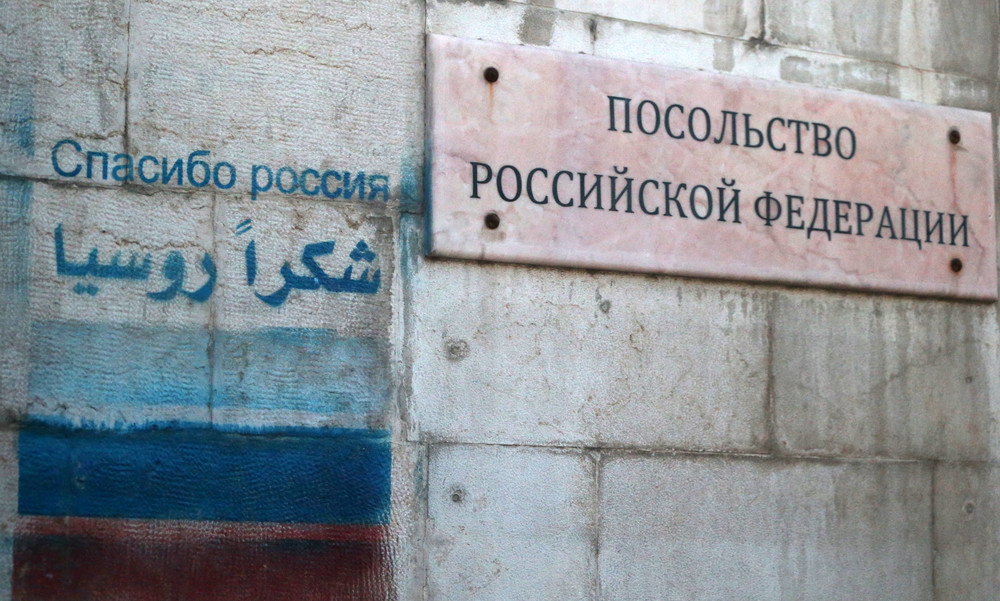 Спасибо россия
شكراً روسيا
ПОСОЛЬСТВО
РОССИЙСКОЙ ФЕДЕРАЦИИ